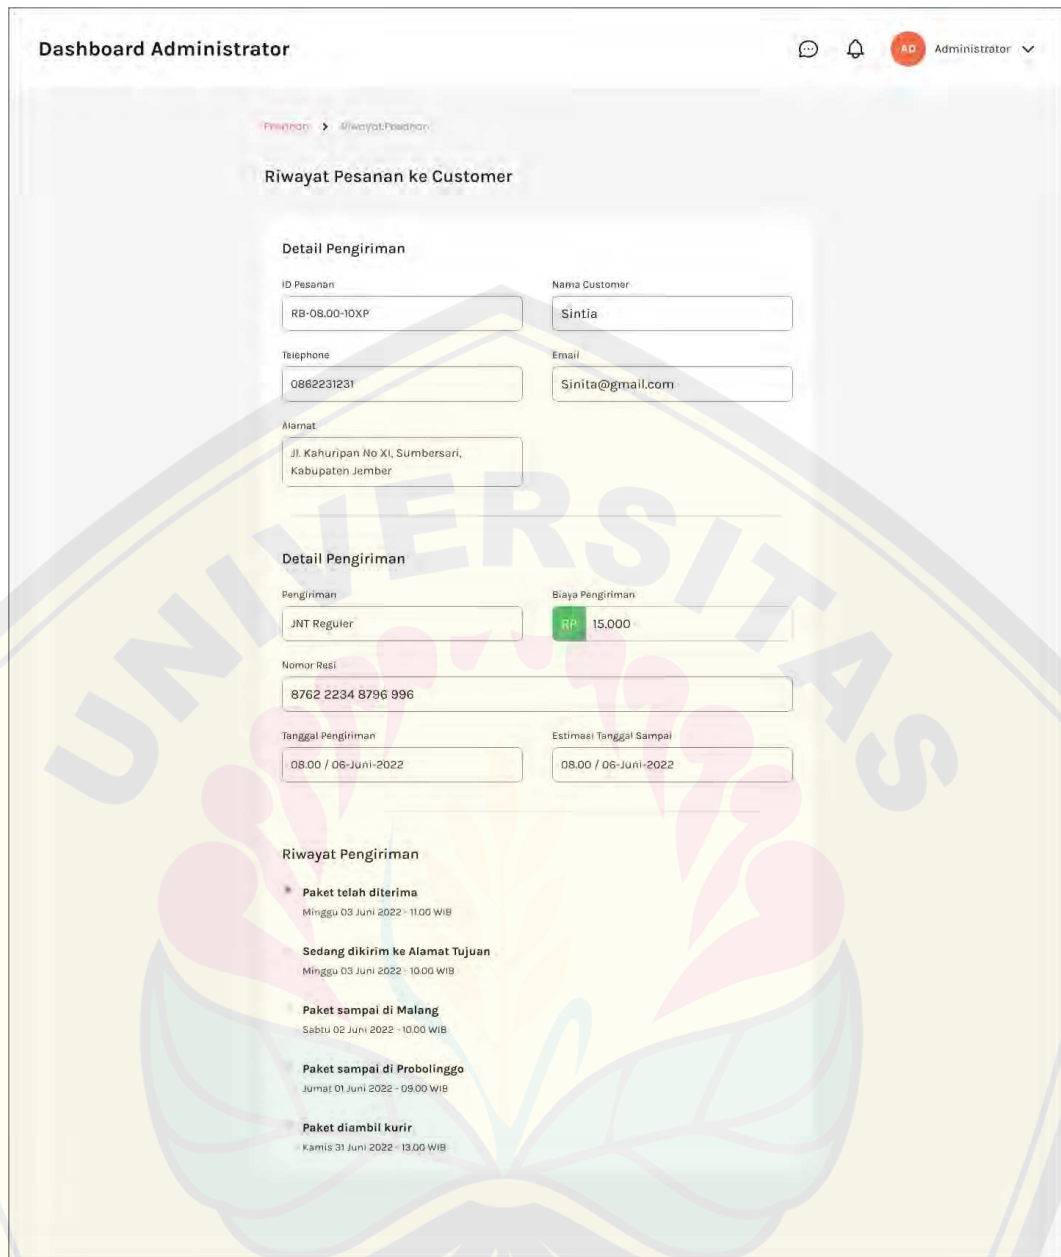 Dashboard Administrator
AD
Administrator
Pesanan > Riwayat Pesanan
Riwayat Pesanan ke Customer
Detail Pengiriman
ID Pesanan
Nama Customer
RB-08.00-10XP
Sintia
Telephone
Email
0862231231
Sinita@gmail.com
Alamat
Jl. Kahuripan No XI, Sumbersari,
Kabupaten Jember
Detail Pengiriman
Pengiriman
Biaya Pengiriman
JNT Reguler
RP 15.000
Nomor Resi
8762 2234 8796 996
Tanggal Pengiriman
Estimasi Tanggal Sampai
08.00 / 06-Juni-2022
08.00 / 06-Juni-2022
Riwayat Pengiriman
Paket telah diterima
Minggu 03 Juni 2022 - 11.00 WIB
Sedang dikirim ke Alamat Tujuan
Minggu 03 Juni 2022 - 10.00 WIB
Paket sampai di Malang
Sabtu 02 Juni 2022 - 10.00 WIB
Paket sampai di Probolinggo
Jumat 01 Juni 2022 - 09.00 WIB
Paket diambil kurir
Kamis 31 Juni 2022 - 13.00 WIB
UNIVERSITAS